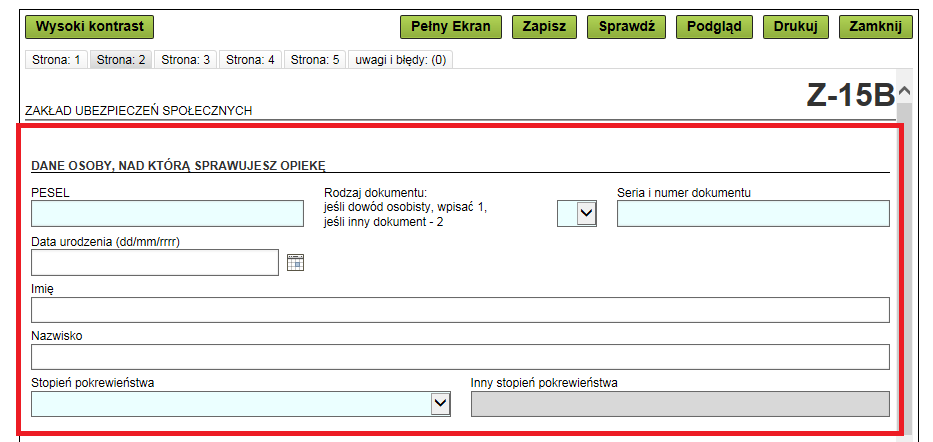 Wysoki kontrast Pełny Ekran Zapisz Sprawdź Podgląd Drukuj Zamknij
Strona: 1 Strona: 2 Strona: 3 Strona: 4 Strona: 5 uwagi i błędy: (0)
Z-15B
ZAKŁAD UBEZPIECZEŃ SPOŁECZNYCH
DANE OSOBY, NAD KTÓRĄ SPRAWUJESZ OPIEKĘ
PESEL
Rodzaj dokumentu:
jeśli dowód osobisty, wpisać 1,
jeśli inny dokument - 2
Seria i numer dokumentu
Data urodzenia (dd/mm/rrrr)
Imię
Nazwisko
Stopień pokrewieństwa Inny stopień pokrewieństwa